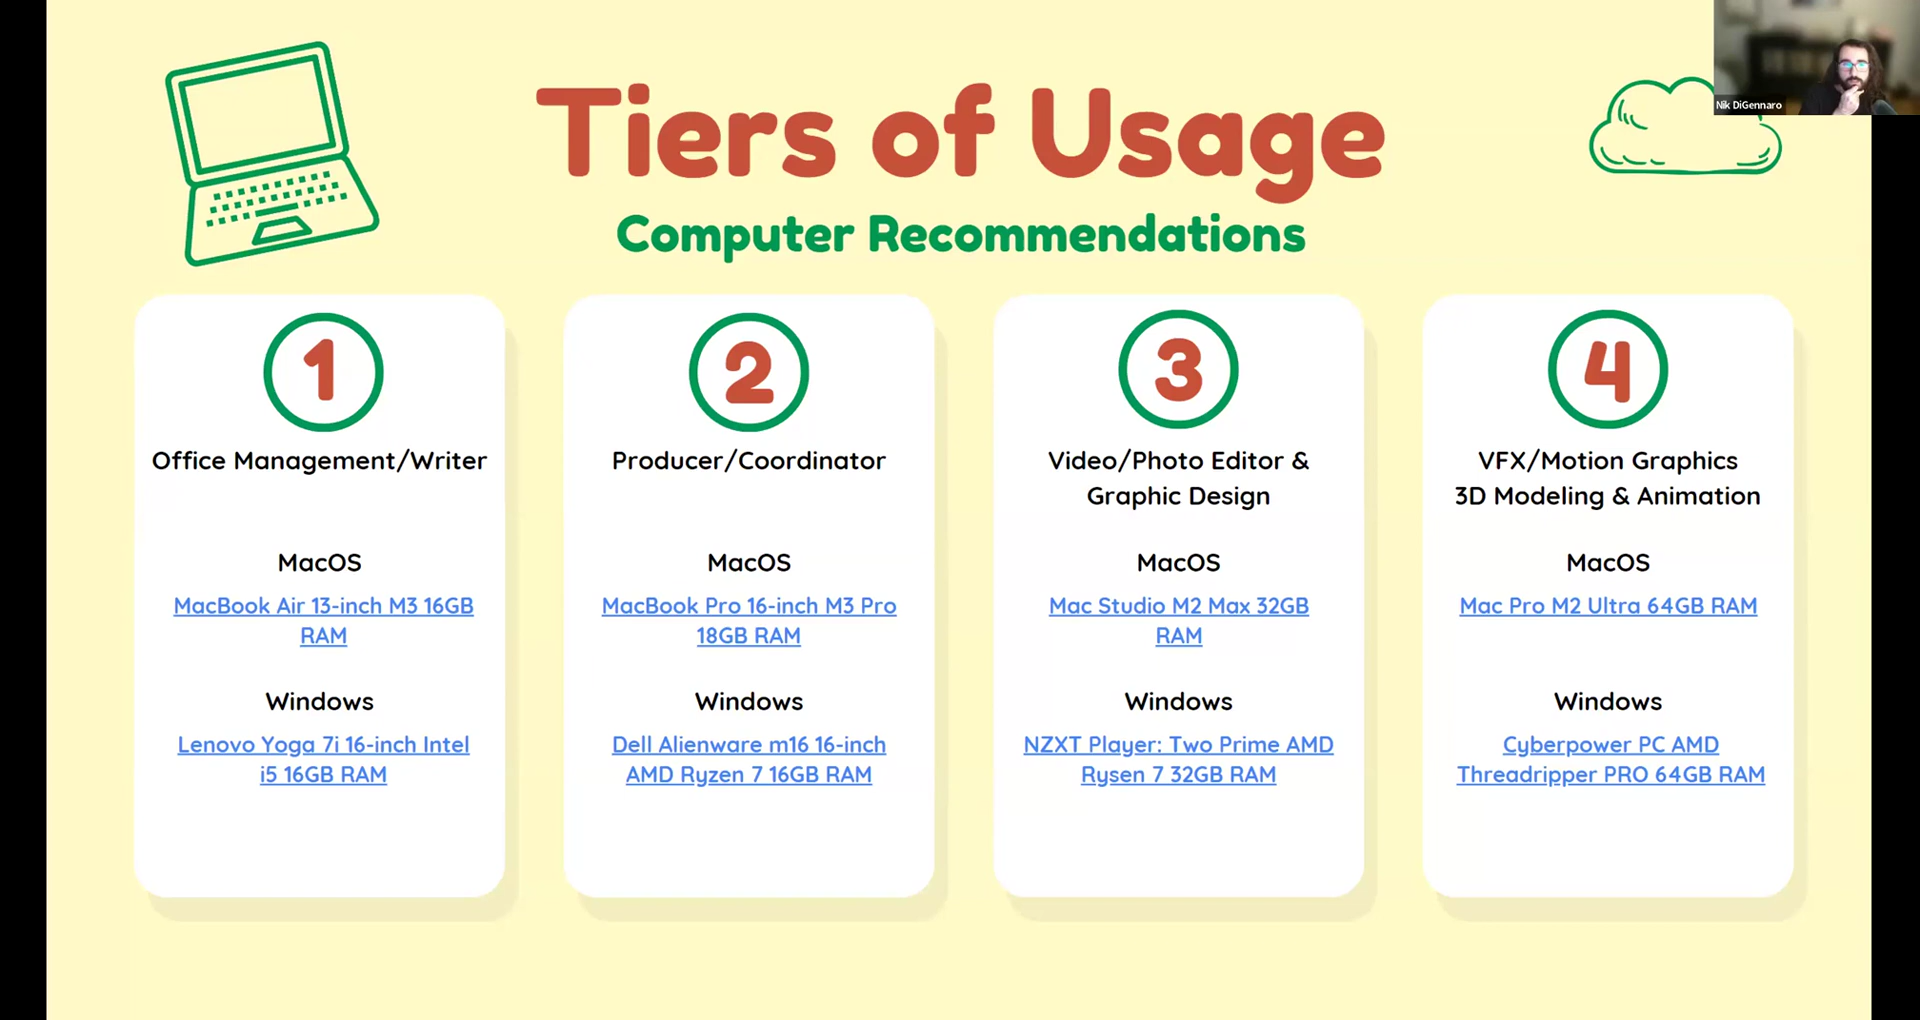 Nik DiGennaro
Tiers of Usage
Computer Recommendations
1
Office Management/Writer
MacOS
MacBook Air 13-inch M3 16GB
RAM
Windows
Lenovo Yoga 7i 16-inch Intel
i5 16GB RAM
2
Producer/Coordinator
MacOS
MacBook Pro 16-inch M3 Pro
18GB RAM
Windows
Dell Alienware m16 16-inch
AMD Ryzen 7 16GB RAM
3
Video/Photo Editor &
Graphic Design
MacOS
Mac Studio M2 Max 32GB
RAM
Windows
NZXT Player: Two Prime AMD
Rysen 7 32GB RAM
4
VFX/Motion Graphics
3D Modeling & Animation
MacOS
Mac Pro M2 Ultra 64GB RAM
Windows
Cyberpower PC AMD
Threadripper PRO 64GB RAM